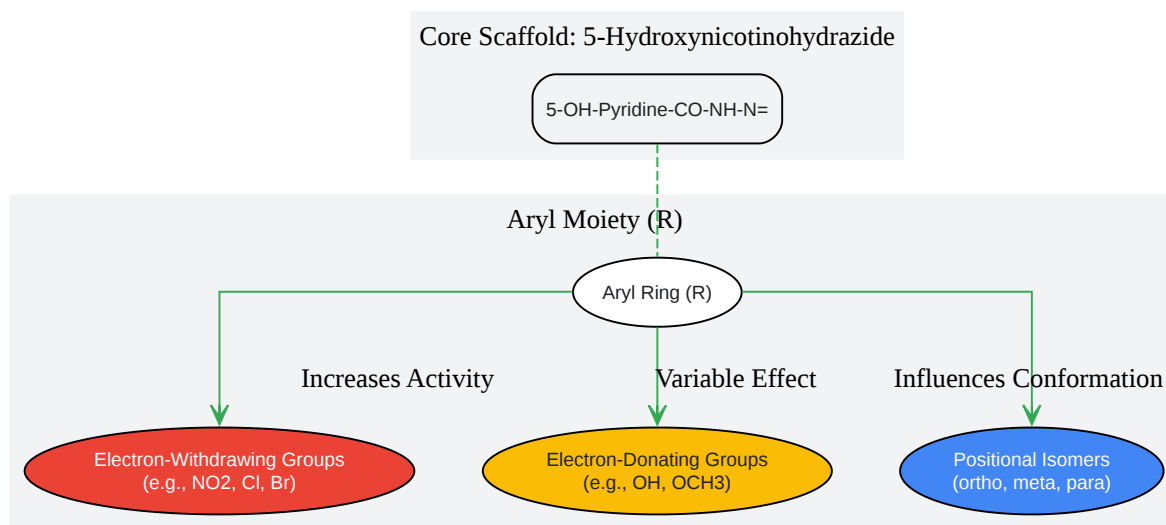 Core Scaffold: 5-Hydroxynicotinohydrazide
5-OH-Pyridine-CO-NH-N=
Aryl Moiety (R)
Aryl Ring (R)
Increases Activity
Variable Effect
Influences Conformation
Electron-Withdrawing Groups
(e.g., NO2, Cl, Br)
Electron-Donating Groups
(e.g., OH, OCH3)
Positional Isomers
(ortho, meta, para)